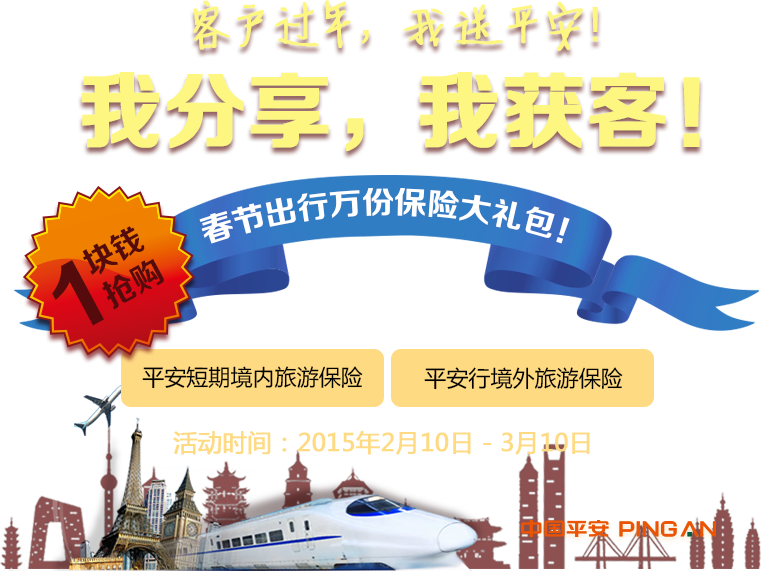 客户过年，我送平安！
我分享，我获客！
春节出行万份保险大礼包！
1块钱
抢购
平安短期境内旅游保险
平安行境外旅游保险
活动时间：2015年2月10日 - 3月10日
中国平安 PING AN